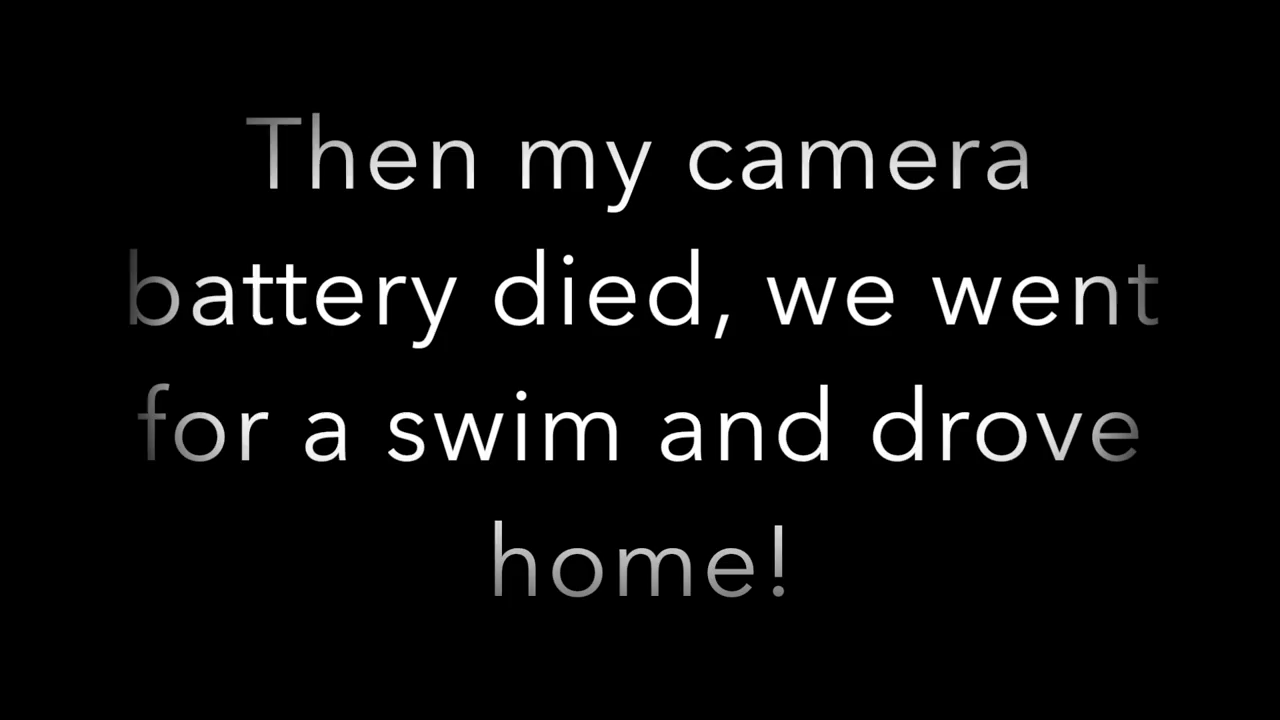 Then my camera
battery died, we went
for a swim and drove
home!